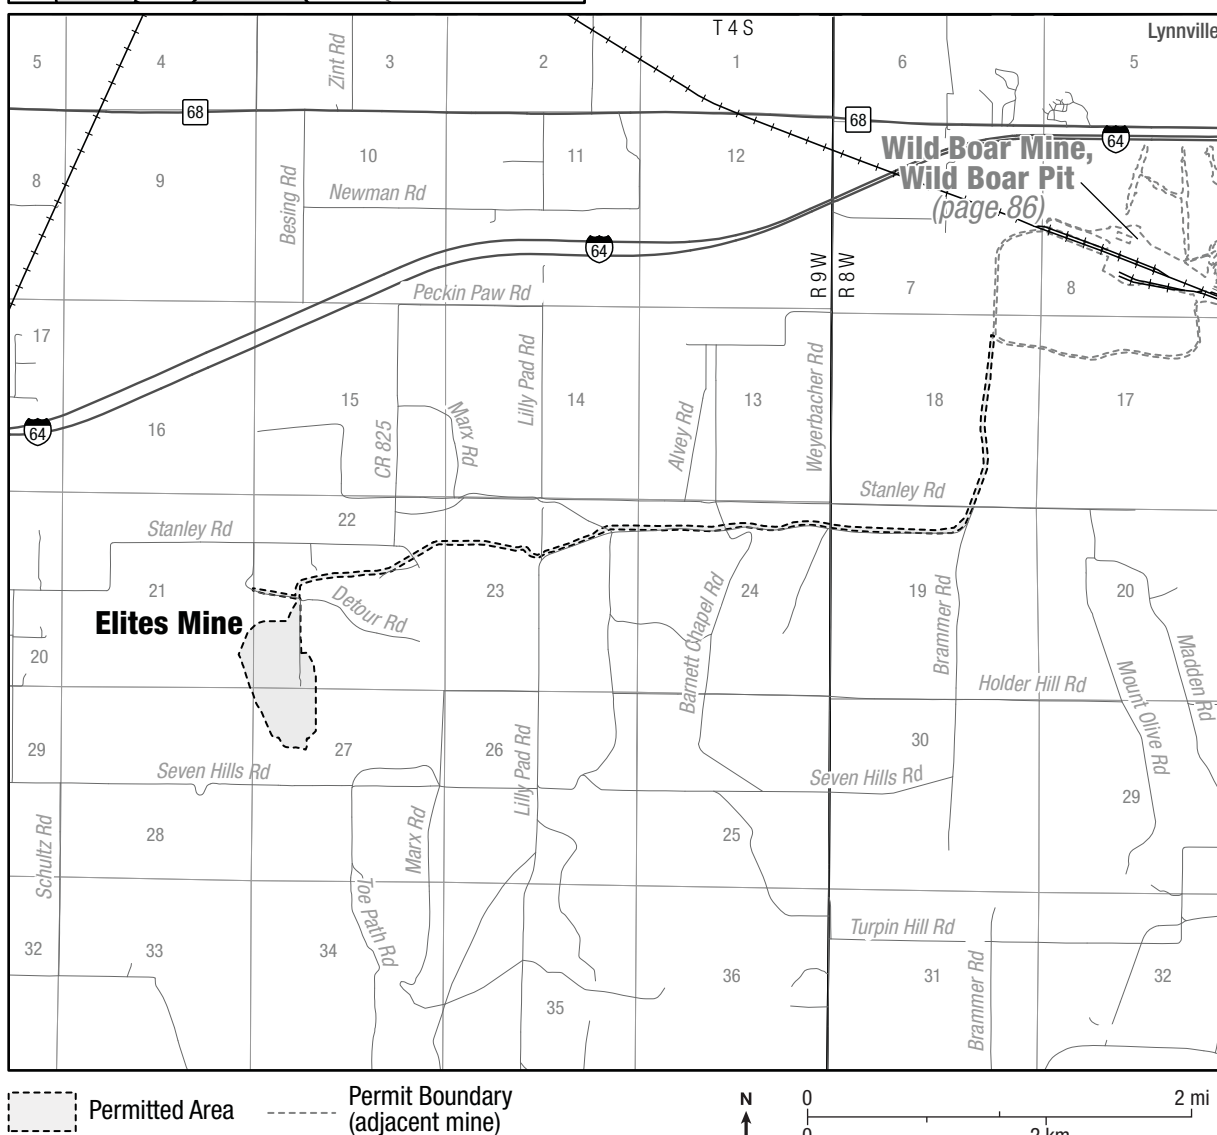 T 4 S
Lynnville
5
4
Zint Rd
3
2
1
6
5
68
68
64
Wild Boar Mine,
Wild Boar Pit
(page 86)
8
9
Besing Rd
10
Newman Rd
11
12
64
R 9 W
R 8 W
7
8
Peckin Paw Rd
17
64
16
15
CR 825
Marx Rd
Lilly Pad Rd
14
Alvey Rd
13
Weyerbacher Rd
18
17
Stanley Rd
Stanley Rd
22
21
Detour Rd
23
Barnett Chapel Rd
24
19
Brammer Rd
20
Elites Mine
20
Holder Hill Rd
Mount Olive Rd
Madden Rd
29
27
26
Lilly Pad Rd
30
Seven Hills Rd
Seven Hills Rd
29
28
Schultz Rd
Marx Rd
25
Toe Path Rd
Turpin Hill Rd
32
33
34
35
36
31
Brammer Rd
32
Permitted Area
Permit Boundary
(adjacent mine)
N
0
2 mi
0
2 km